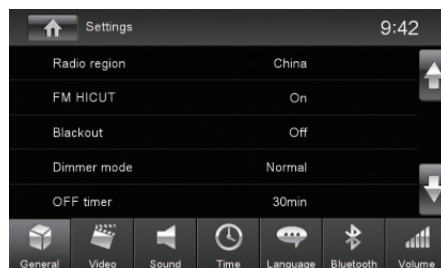 Settings 9:42
Radio region China
FM HICUT On
Blackout Off
Dimmer mode Normal
OFF timer 30min
General Video Sound Time Language Bluetooth Volume